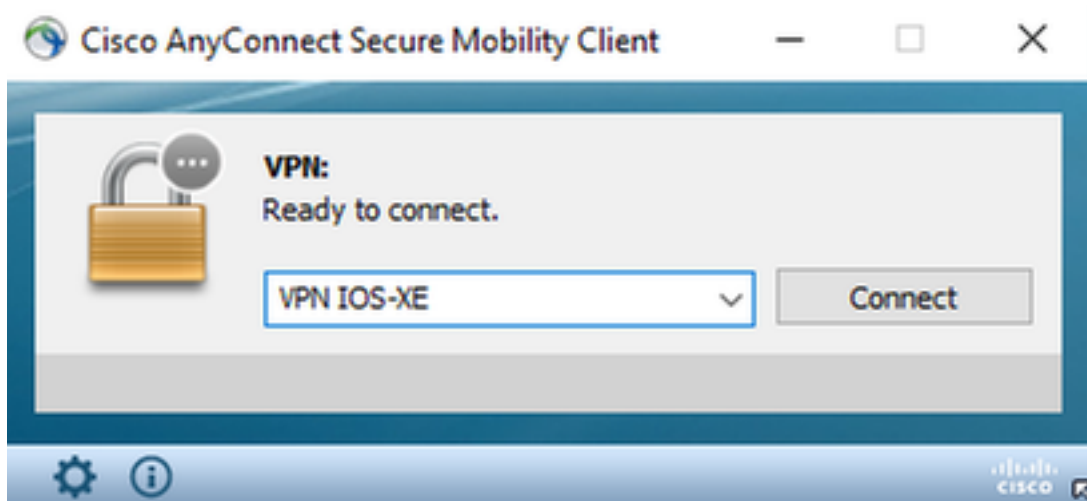 Cisco AnyConnect Secure Mobility Client
VPN:
Ready to connect.
VPN IOS-XE
Connect
CISCO